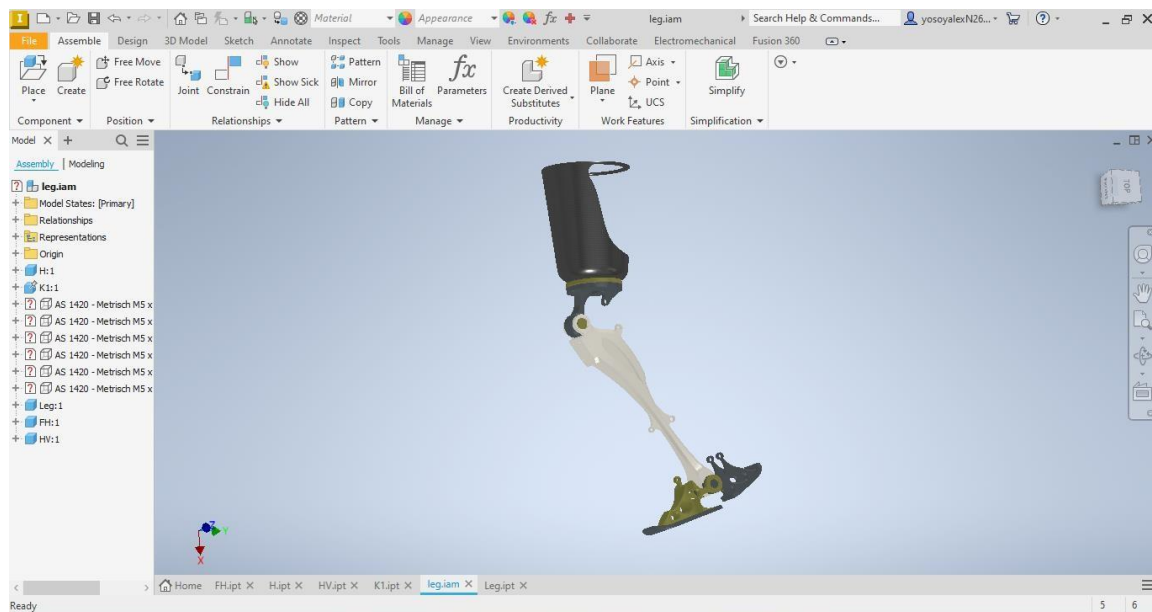 Material
Appearance
fx
leg.iam
Search Help & Commands...
yosoyalexN26...
File Assemble Design 3D Model Sketch Annotate Inspect Tools Manage View Environments Collaborate Electromechanical Fusion 360
Place
Create
Free Move
Free Rotate
Joint
Constrain
Show
Show Sick
Hide All
Pattern
Mirror
Copy
Bill of
Materials
fx
Parameters
Create Derived
Substitutes
Plane
Axis
Point
UCS
Simplify
Component Position Relationships Pattern Manage Productivity Work Features Simplification
Model
Assembly | Modeling
leg.iam
Model States: [Primary]
Relationships
Representations
Origin
H:1
K1:1
AS 1420 - Metrisch M5 x
AS 1420 - Metrisch M5 x
AS 1420 - Metrisch M5 x
AS 1420 - Metrisch M5 x
AS 1420 - Metrisch M5 x
AS 1420 - Metrisch M5 x
Leg:1
FH:1
HV:1
TOP
Z
Y
X
Home FH.ipt H.ipt HV.ipt K1.ipt leg.iam Leg.ipt
Ready
5 6